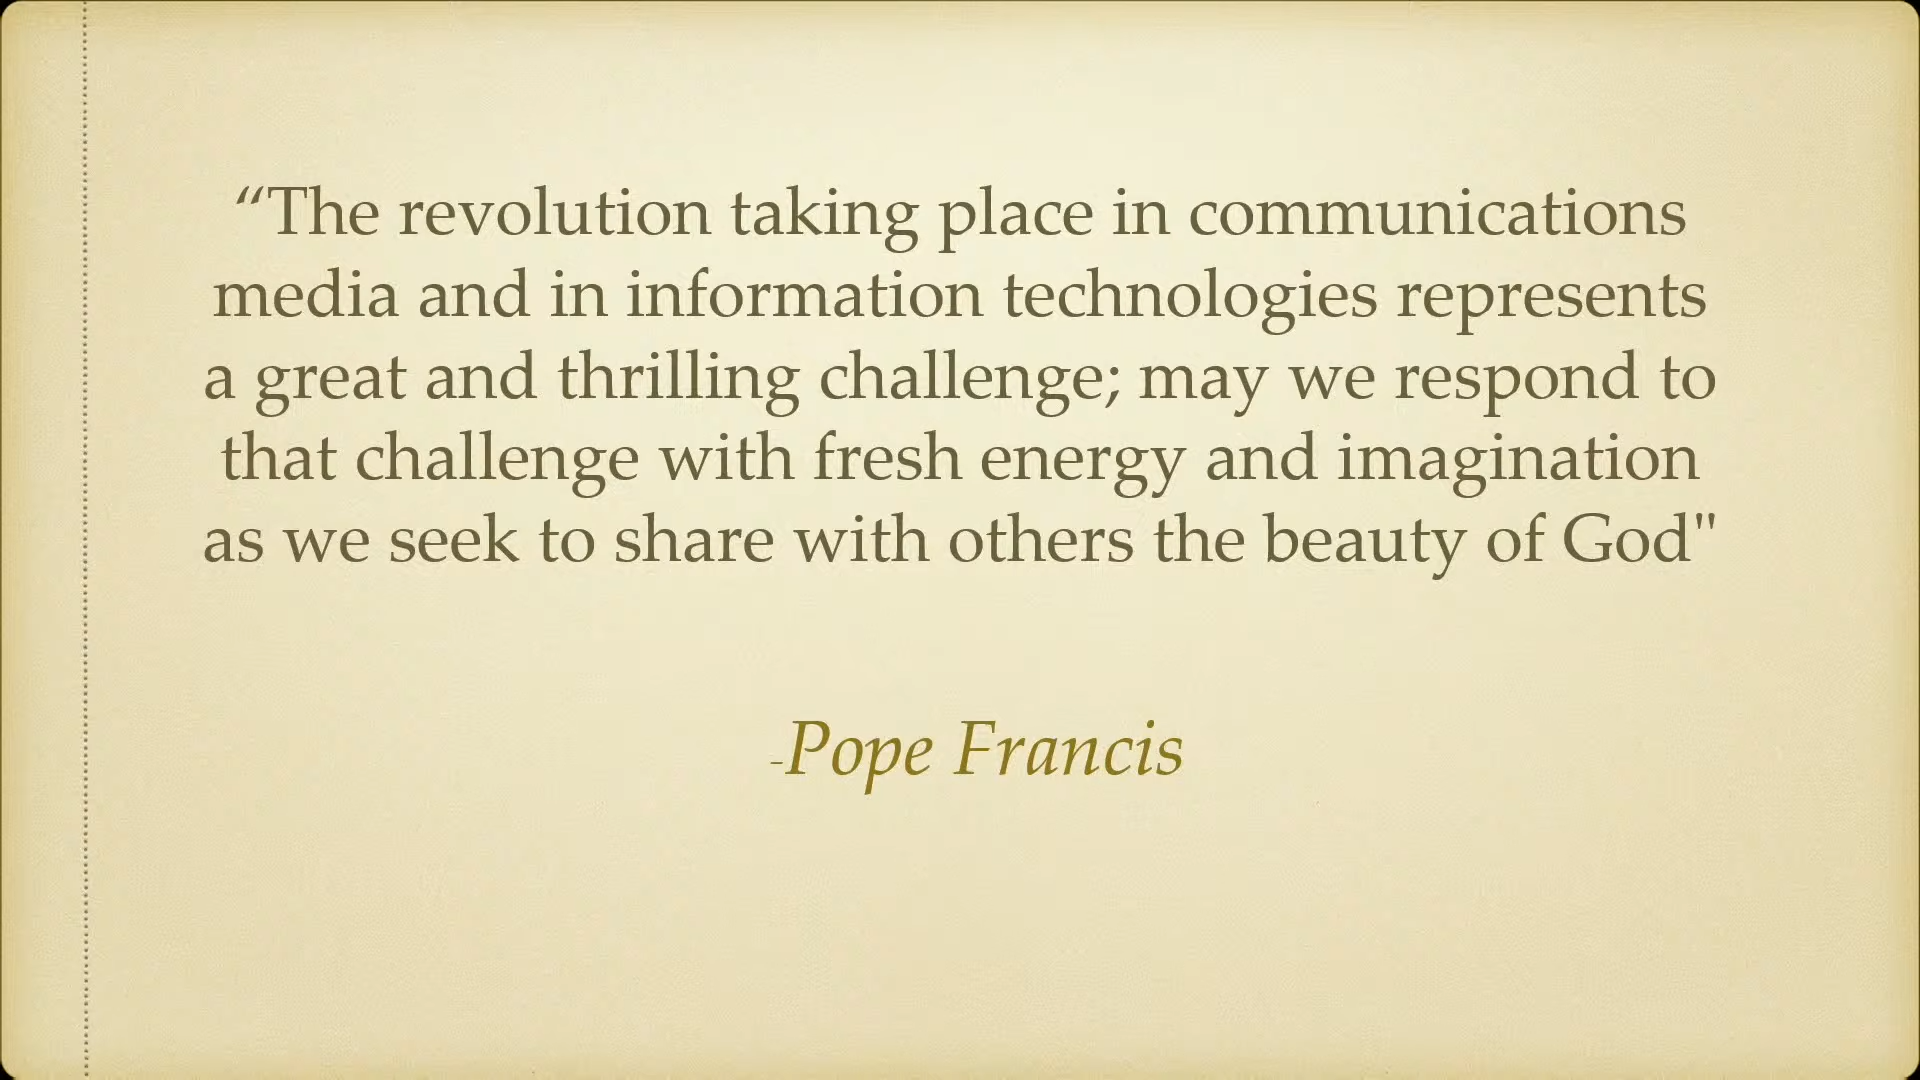 “The revolution taking place in communications
media and in information technologies represents
a great and thrilling challenge; may we respond to
that challenge with fresh energy and imagination
as we seek to share with others the beauty of God"
-Pope Francis